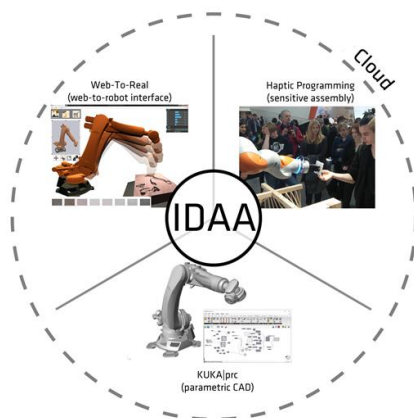 Cloud
Web-To-Real
(web-to-robot interface)
Haptic Programming
(sensitive assembly)
IDAA
KUKA|prc
(parametric CAD)